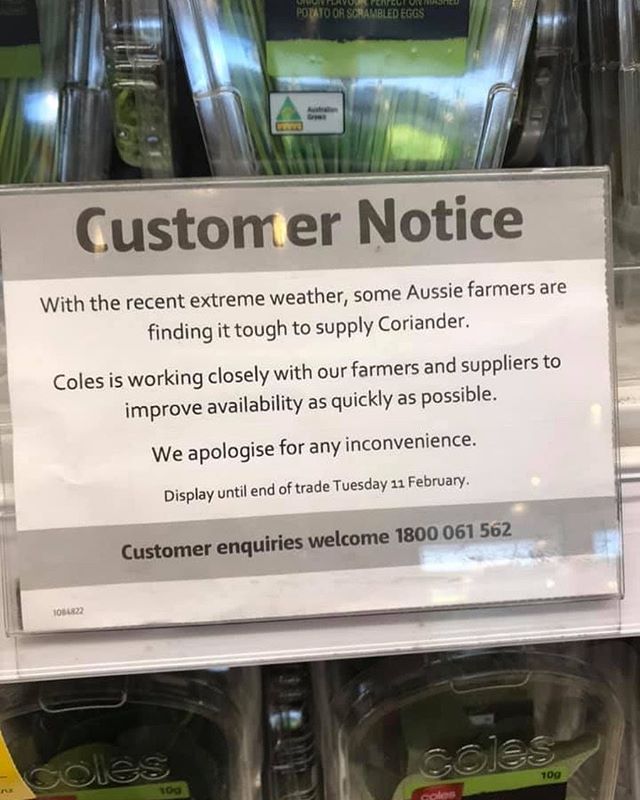 POTATO OR SCRAMBLED EGGS
Australian
Grown
Customer Notice
With the recent extreme weather, some Aussie farmers are
finding it tough to supply Coriander.
Coles is working closely with our farmers and suppliers to
improve availability as quickly as possible.
We apologise for any inconvenience.
Display until end of trade Tuesday 11 February.
Customer enquiries welcome 1800 061 562
1084822
coles
10g
coles
10g
coles